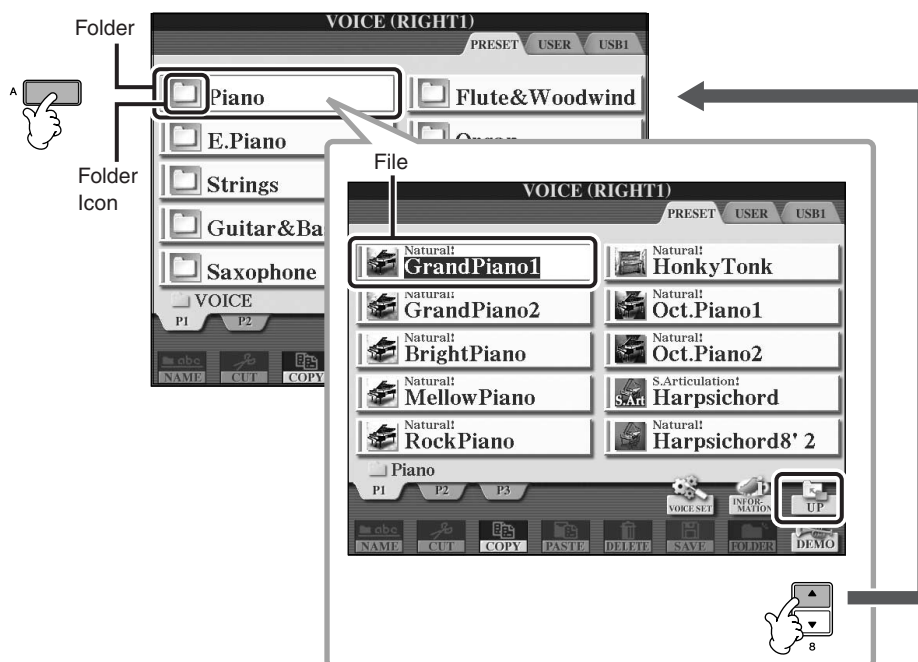 Folder
VOICE (RIGHT1)
PRESET USER USB1
A
Piano
Flute&Woodwind
E.Piano
Folder
Icon
Strings
Guitar&Ba
Saxophone
VOICE
P1 P2
abc
NAME CUT COPY
File
VOICE (RIGHT1)
PRESET USER USB1
Natural!
GrandPiano1
Natural!
HonkyTonk
Natural!
GrandPiano2
Natural!
Oct.Piano1
Natural!
BrightPiano
Natural!
Oct.Piano2
Natural!
MellowPiano
S.Articulation!
S.Art Harpsichord
Natural!
RockPiano
Natural!
Harpsichord8' 2
Piano
P1 P2 P3
VOICE SET
INFOR-
MATION
UP
abc
NAME CUT COPY PASTE DELETE SAVE FOLDER DEMO
8